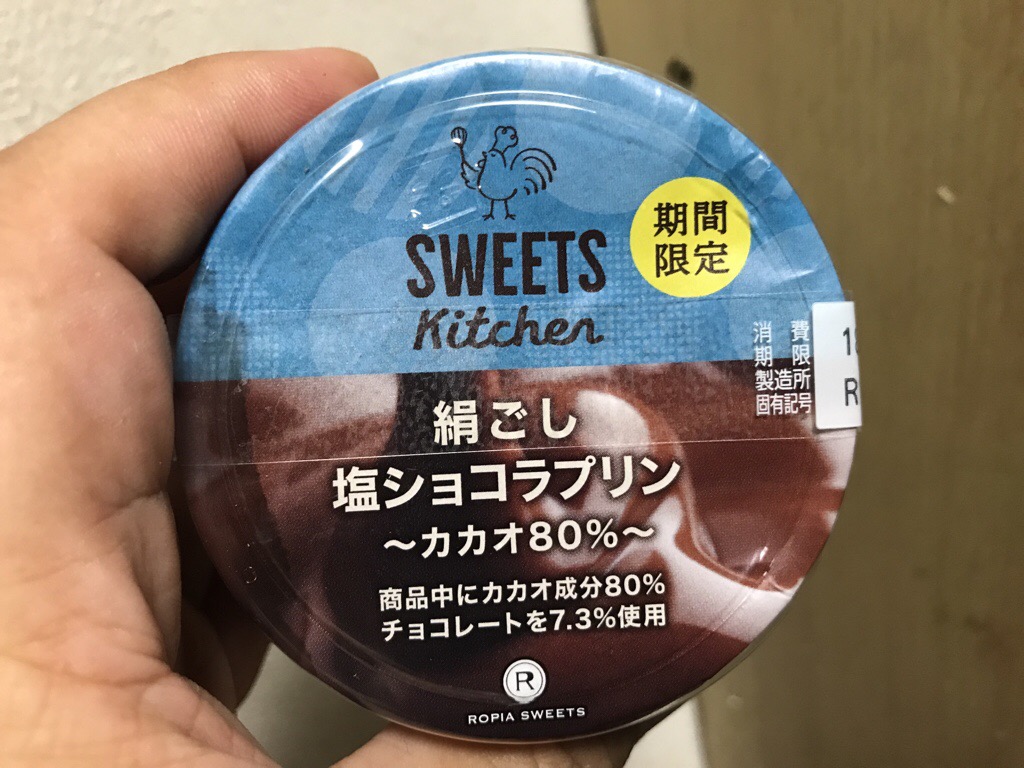 SWEETS
Kitchen
期間
限定
消費
期限
製造所
固有記号
18
R
絹ごし
塩ショコラプリン
~カカオ80%~
商品中にカカオ成分80%
チョコレートを7.3%使用
R
ROPIA SWEETS